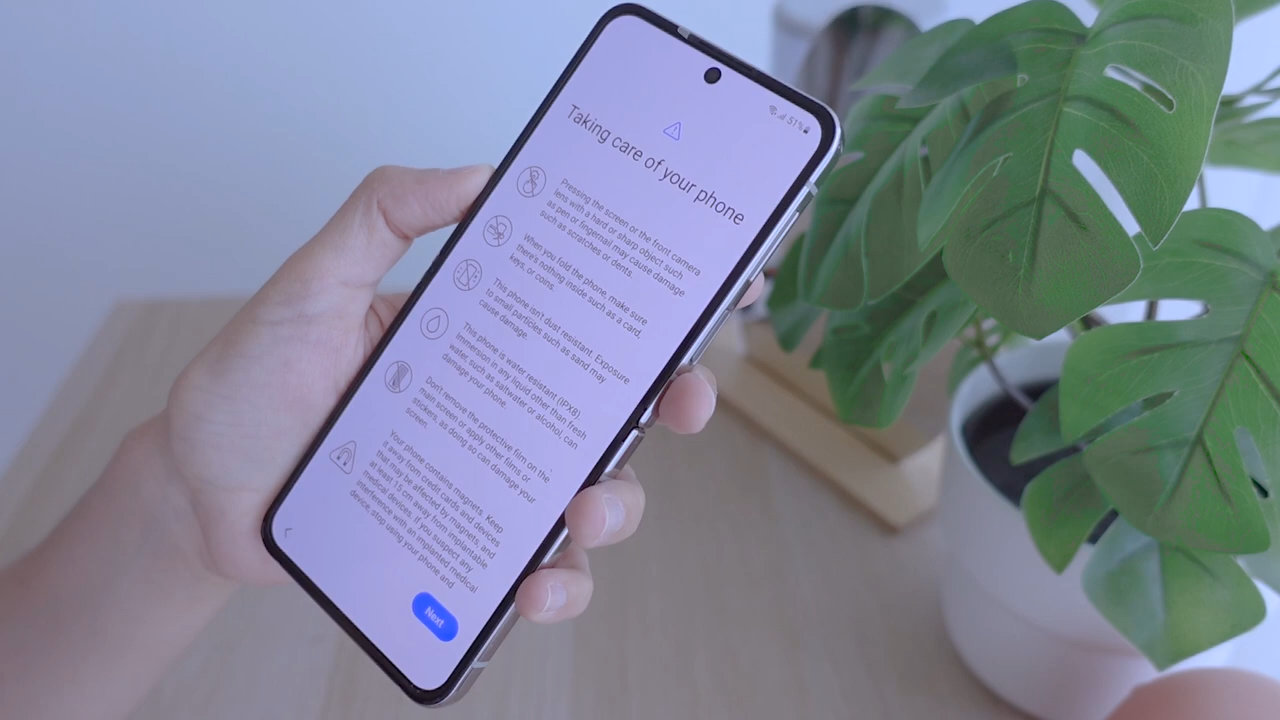 51%
Taking care of your phone
Pressing the screen or the front camera
lens with a hard or sharp object such
as pen or fingernail may cause damage
such as scratches or dents.
When you fold the phone, make sure
there's nothing inside such as a card,
keys, or coins.
This phone isn't dust resistant. Exposure
to small particles such as sand may
cause damage.
This phone is water resistant (IPX8).
Immersion in any liquid other than fresh
water, such as saltwater or alcohol, can
damage your phone.
Don't remove the protective film on the
main screen or apply other films or
stickers, as doing so can damage your
screen.
Your phone contains magnets. Keep
it away from credit cards and devices
that may be affected by magnets, and
at least 15 cm away from implantable
medical devices. If you suspect any
interference with an implanted medical
device, stop using your phone and
Next